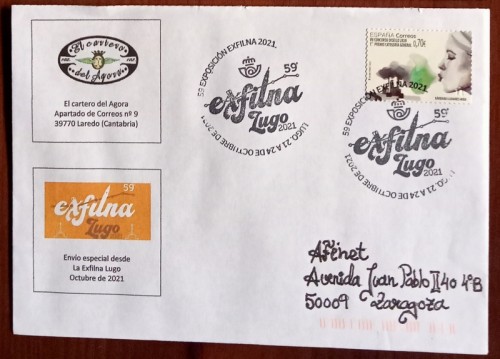 El cartero
del Agora
El cartero del Agora
Apartado de Correos nº 9
39770 Laredo (Cantabria)
59
exfilna
Lugo
Envio especial desde
La Exfilna Lugo
Octubre de 2021
59 EXPOSICIÓN EXFILNA 2021.
59
exfilna
Lugo
2021
LUGO, 21 A 24 DE OCTUBRE DE 2021
ESPAÑA Correos
0,70€
59 EXPOSICIÓN EXFILNA 2021.
59
exfilna
Lugo
2021
LUGO, 21 A 24 DE OCTUBRE DE 2021
Afinet
Avenida Juan Pablo II 40 4ºB
50009 Zaragoza